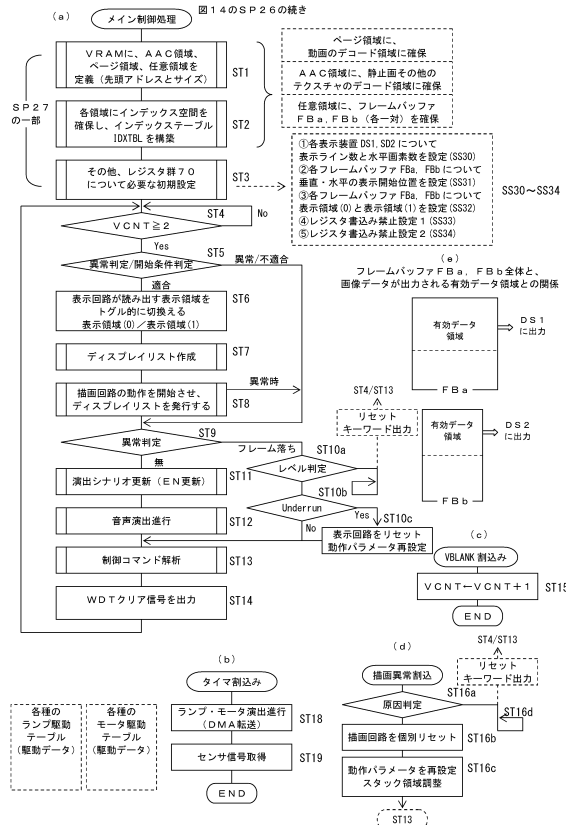 図14のSP26の続き
(a)
メイン制御処理
SP27
の一部
VRAMに、AAC領域、
ページ領域、任意領域を
定義(先頭アドレスとサイズ)
ST1
各領域にインデックス空間を
確保し、インデックステーブル
IDXTBLを構築
ST2
その他、レジスタ群70
について必要な初期設定
ST3
ページ領域に、
動画のデコード領域に確保
AAC領域に、静止画その他の
テクスチャのデコード領域に確保
任意領域に、フレームバッファ
FBa,FBb(各一対)を確保
①各表示装置DS1,SD2について
表示ライン数と水平画素数を設定(SS30)
②各フレームバッファFBa, FBbについて
垂直・水平の表示開始位置を設定(SS31)
③各フレームバッファFBa, FBbについて
表示領域(0)と表示領域(1)を設定(SS32)
④レジスタ書込み禁止設定1(SS33)
⑤レジスタ書込み禁止設定2(SS34)
SS30~SS34
ST4
VCNT≧2
No
Yes
ST5
異常判定/開始条件判定
異常/不適合
適合
表示回路が読み出す表示領域を
トグル的に切換える
表示領域(0)/表示領域(1)
ST6
ディスプレイリスト作成
ST7
描画回路の動作を開始させ、
ディスプレイリストを発行する
ST8
異常時
ST9
異常判定
フレーム落ち
無
ST10a
レベル判定
ST4/ST13
リセット
キーワード出力
ST10b
Underrun
Yes
No
ST10c
表示回路をリセット
動作パラメータ再設定
演出シナリオ更新(EN更新)
ST11
音声演出進行
ST12
制御コマンド解析
ST13
WDTクリア信号を出力
ST14
(e)
フレームバッファFBa, FBb全体と、
画像データが出力される有効データ領域との関係
有効データ
領域
DS1
に出力
FBa
有効データ
領域
DS2
に出力
FBb
(c)
VBLANK割込み
VCNT←VCNT+1
ST15
END
(b)
タイマ割込み
ランプ・モータ演出進行
(DMA転送)
ST18
センサ信号取得
ST19
END
各種の
ランプ駆動
テーブル
(駆動データ)
各種の
モータ駆動
テーブル
(駆動データ)
(d)
描画異常割込
ST16a
原因判定
ST4/ST13
リセット
キーワード出力
ST16d
描画回路を個別リセット
ST16b
動作パラメータを再設定
スタック領域調整
ST16c
ST13